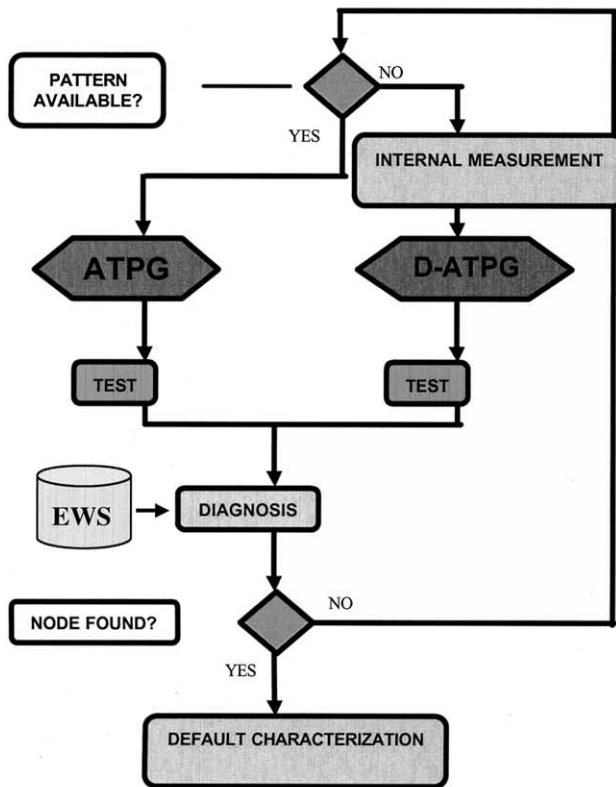 PATTERN
AVAILABLE?
NO
YES
INTERNAL MEASUREMENT
ATPG
D-ATPG
TEST
TEST
EWS
DIAGNOSIS
NODE FOUND?
NO
YES
DEFAULT CHARACTERIZATION